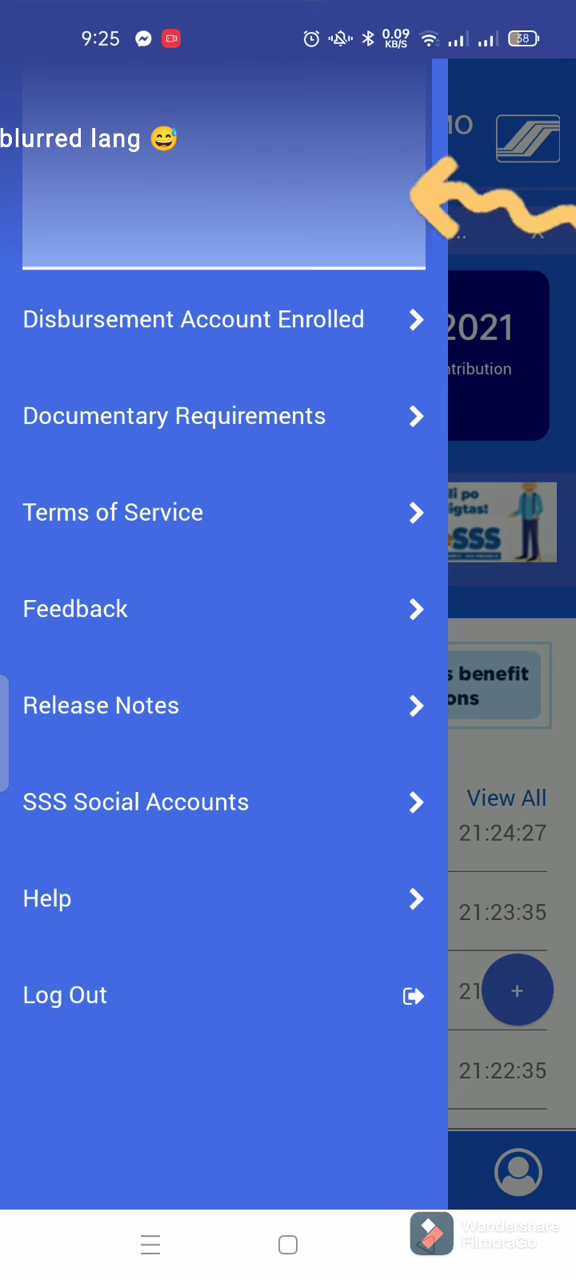 9:25
0.09
KB/S
38
MO
blurred lang 😅
..
x
2021
ntribution
Disbursement Account Enrolled
Documentary Requirements
li po
igtas!
eSSS
Terms of Service
Feedback
s benefit
ons
Release Notes
SSS Social Accounts
View All
21:24:27
Help
21:23:35
Log Out
21
+
21:22:35
Wondershare
FilmoraGo